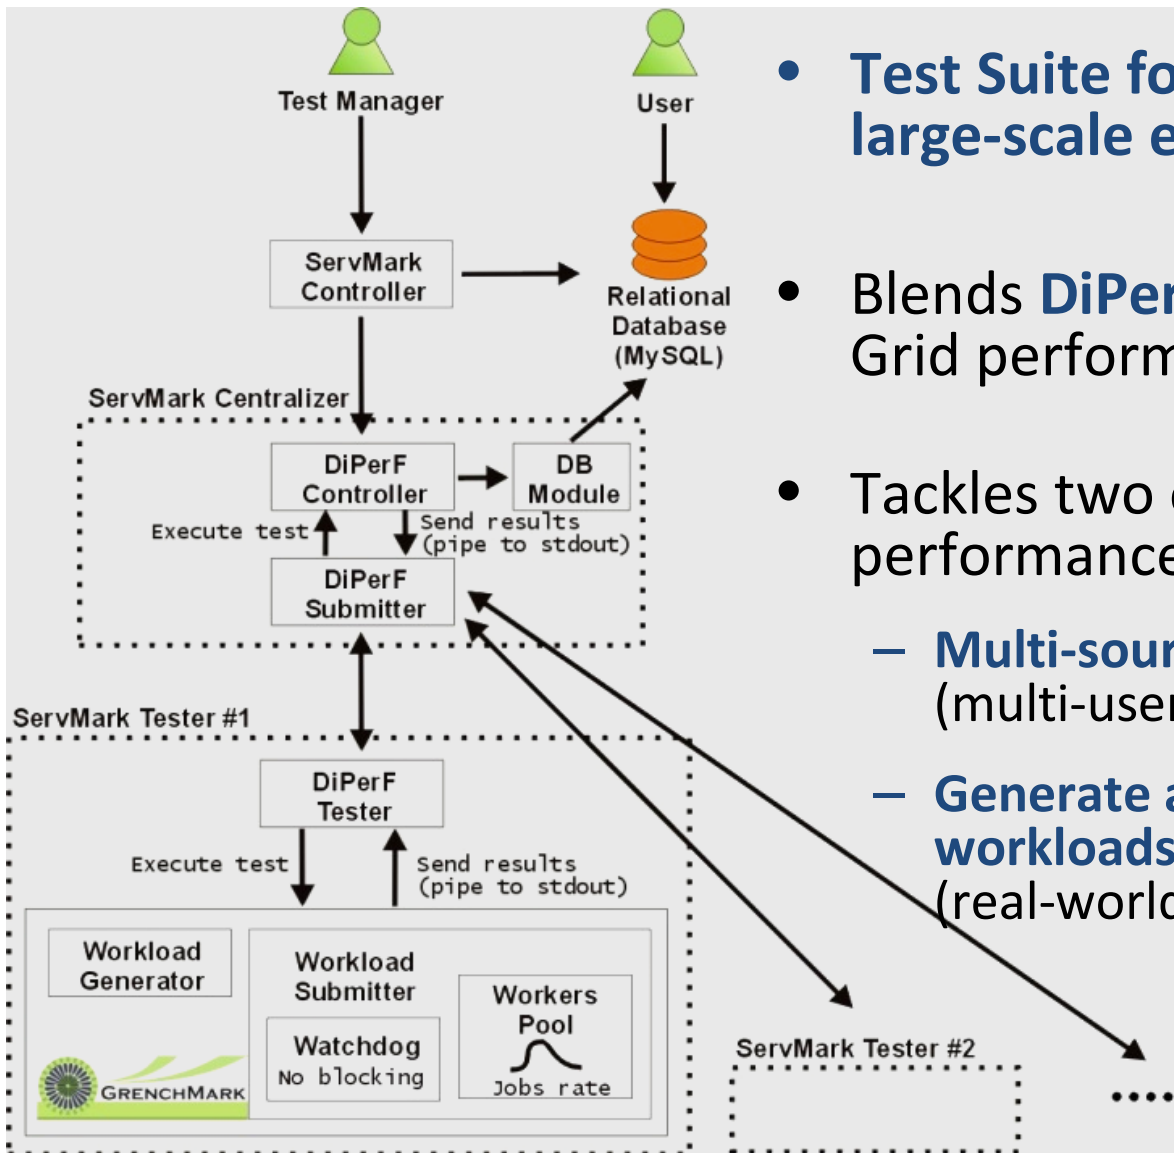 Test Manager
User
ServMark
Controller
Relational
Database
(MySQL)
ServMark Centralizer
DiPerF
Controller
DB
Module
Execute test
Send results
(pipe to stdout)
DiPerF
Submitter
ServMark Tester #1
DiPerF
Tester
Execute test
Send results
(pipe to stdout)
Workload
Generator
Workload
Submitter
Watchdog
No blocking
Workers
Pool
Jobs rate
GRENCHMARK
ServMark Tester #2
• Test Suite fo
large-scale e
• Blends DiPer
Grid perform
• Tackles two
performance
– Multi-sour
(multi-user
– Generate a
workloads
(real-world